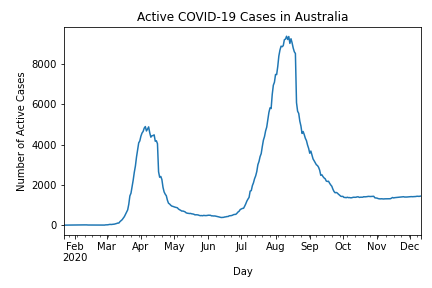 Active COVID-19 Cases in Australia
Number of Active Cases
8000
6000
4000
2000
0
Feb Mar Apr May Jun Jul Aug Sep Oct Nov Dec
2020
Day